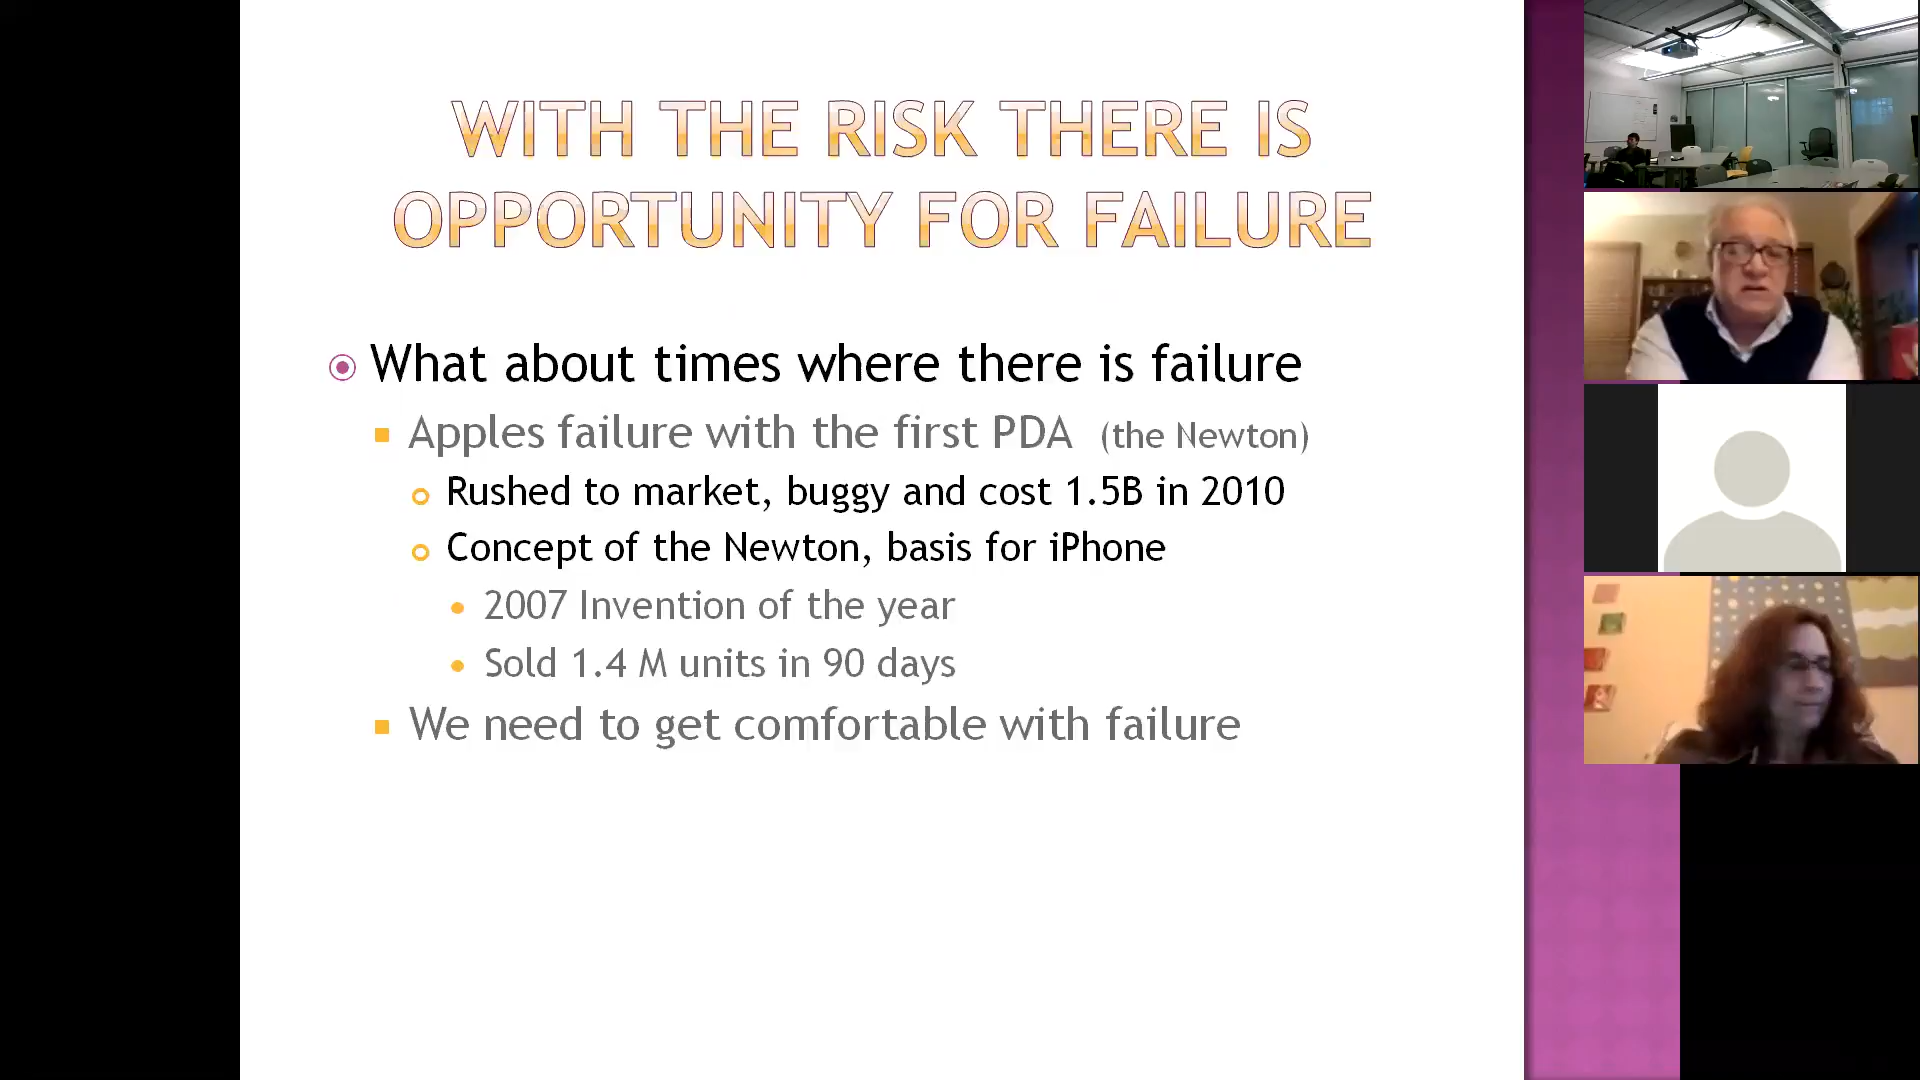 WITH THE RISK THERE IS
OPPORTUNITY FOR FAILURE
What about times where there is failure
Apples failure with the first PDA (the Newton)
Rushed to market, buggy and cost 1.5B in 2010
Concept of the Newton, basis for iPhone
2007 Invention of the year
Sold 1.4 M units in 90 days
We need to get comfortable with failure